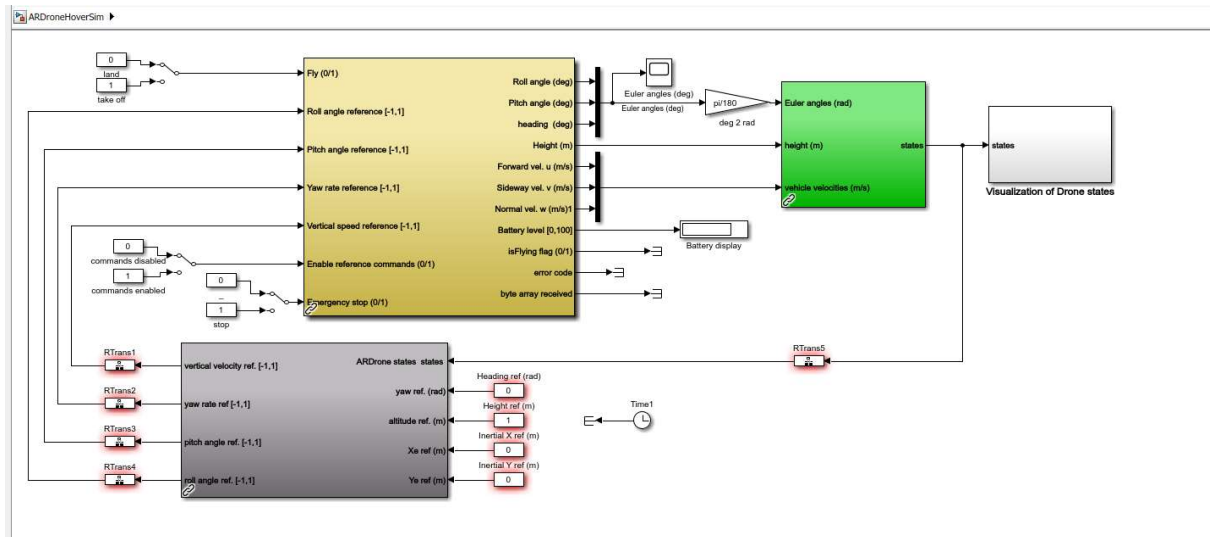 ARDroneHoverSim
0
land
1
take off
Fly (0/1)
Roll angle reference [-1,1]
Pitch angle reference [-1,1]
Yaw rate reference [-1,1]
Vertical speed reference [-1,1]
Enable reference commands (0/1)
Emergency stop (0/1)
Roll angle (deg)
Pitch angle (deg)
heading (deg)
Height (m)
Forward vel. u (m/s)
Sideway vel. v (m/s)
Normal vel. w (m/s)1
Battery level [0,100]
isFlying flag (0/1)
error code
byte array received
Euler angles (deg)
Euler angles (deg)
pi/180
deg 2 rad
Euler angles (rad)
height (m)
vehicle velocities (m/s)
states
states
Visualization of Drone states
Battery display
0
commands disabled
1
commands enabled
0
_
1
stop
RTrans1
RTrans2
RTrans3
RTrans4
vertical velocity ref. [-1,1]
yaw rate ref [-1,1]
pitch angle ref. [-1,1]
roll angle ref. [-1,1]
ARDrone states states
yaw ref. (rad)
altitude ref. (m)
Xe ref (m)
Ye ref (m)
Heading ref (rad)
0
Height ref (m)
1
Inertial X ref (m)
0
Inertial Y ref (m)
0
Time1
RTrans5